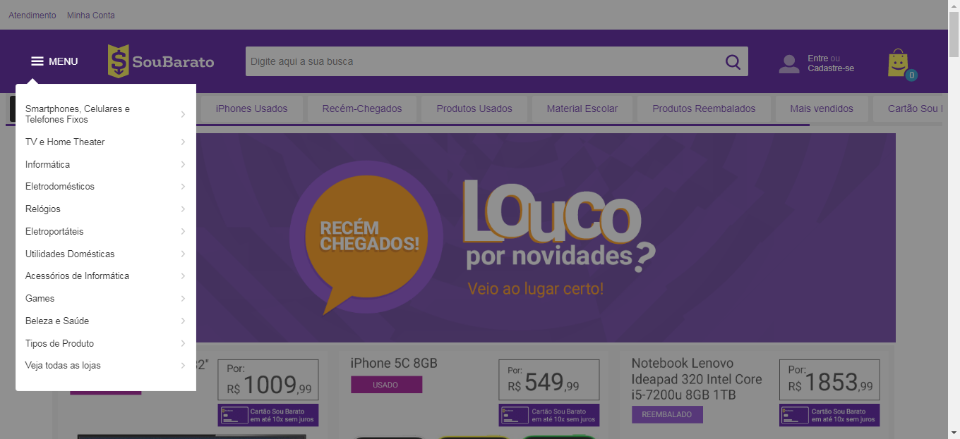 Atendimento Minha Conta
MENU
SouBarato
Digite aqui a sua busca
Entre ou
Cadastre-se
0
iPhones Usados Recém-Chegados Produtos Usados Material Escolar Produtos Reembalados Mais vendidos Cartão Sou
Smartphones, Celulares e
Telefones Fixos
TV e Home Theater
Informática
Eletrodomésticos
Relógios
Eletroportáteis
Utilidades Domésticas
Acessórios de Informática
Games
Beleza e Saúde
Tipos de Produto
Veja todas as lojas
RECÉM
CHEGADOS!
LOUCO
por novidades?
Veio ao lugar certo!
32"
Por:
R$ 1009,99
Cartão Sou Barato
em até 10x sem juros
iPhone 5C 8GB
USADO
Por:
R$ 549,99
Cartão Sou Barato
em até 10x sem juros
Notebook Lenovo
Ideapad 320 Intel Core
i5-7200u 8GB 1TB
REEMBALADO
Por:
R$ 1853,99
Cartão Sou Barato
em até 10x sem juros